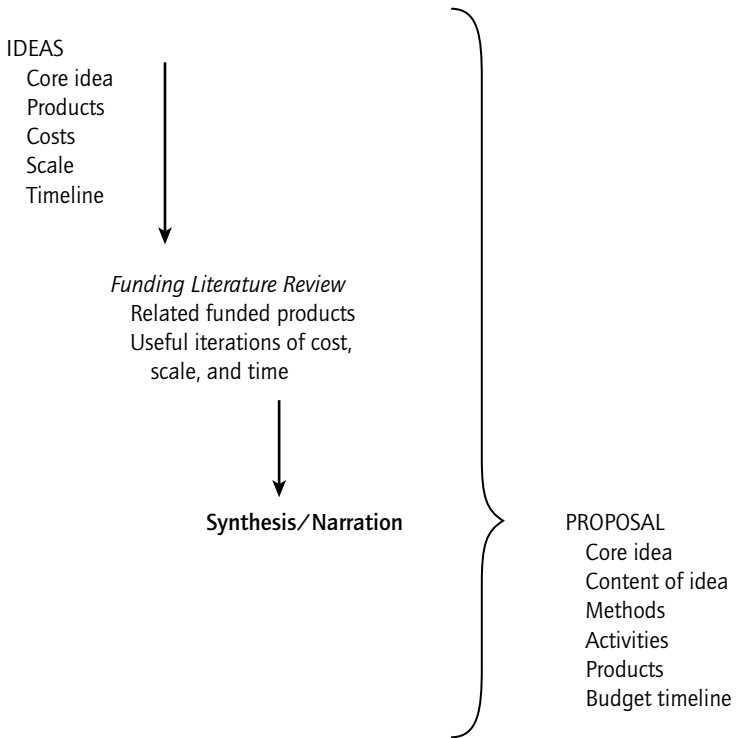 IDEAS
Core idea
Products
Costs
Scale
Timeline
Funding Literature Review
Related funded products
Useful iterations of cost,
scale, and time
Synthesis/Narration
PROPOSAL
Core idea
Content of idea
Methods
Activities
Products
Budget timeline